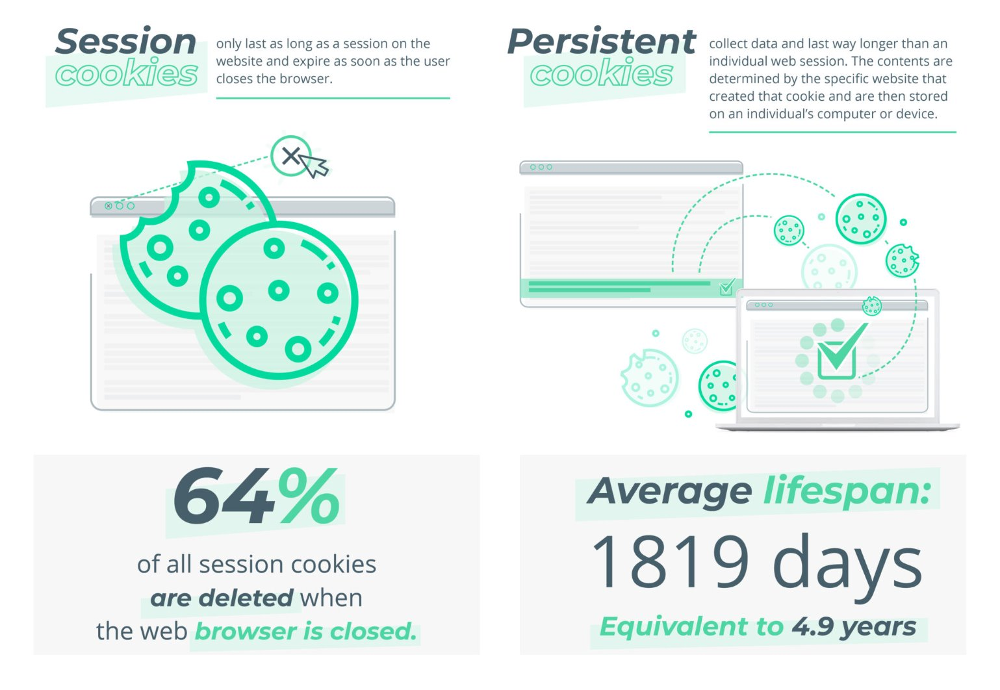 Session
cookies
only last as long as a session on the
website and expire as soon as the user
closes the browser.
Persistent
cookies
collect data and last way longer than an
individual web session. The contents are
determined by the specific website that
created that cookie and are then stored
on an individual’s computer or device.
64%
of all session cookies
are deleted when
the web browser is closed.
Average lifespan:
1819 days
Equivalent to 4.9 years